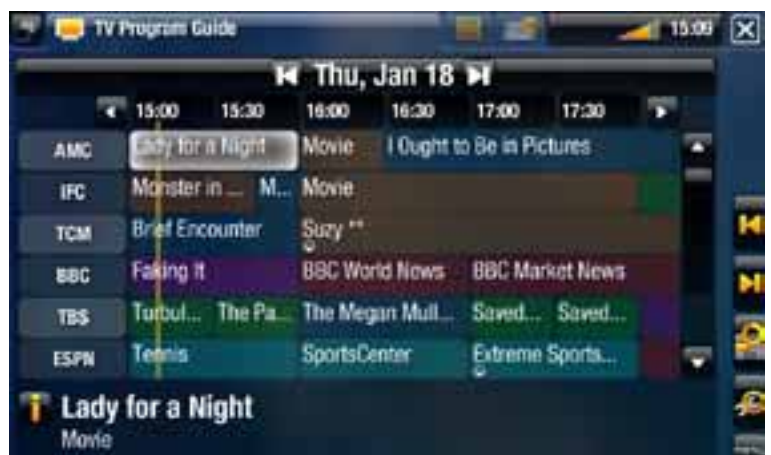 TV Program Guide 15:09
Thu, Jan 18
15:00 15:30 16:00 16:30 17:00 17:30
AMC Lady for a Night Movie I Ought to Be in Pictures
IFC Monster in ... M... Movie
TCM Brief Encounter Suzy **
BBC Faking It BBC World News BBC Market News
TBS Turbul... The Pa... The Megan Mull... Saved... Saved...
ESPN Tennis SportsCenter Extreme Sports...
Lady for a Night
Movie